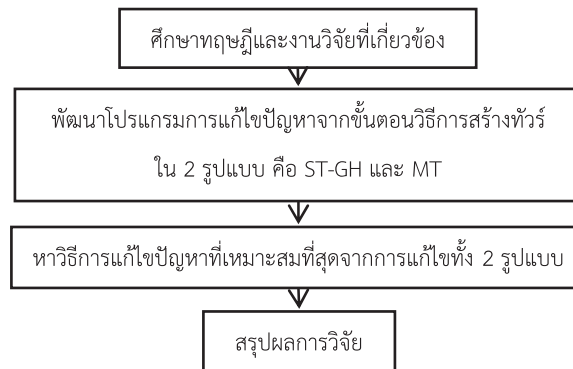 ศึกษาทฤษฎีและงานวิจัยที่เกี่ยวข้อง
พัฒนาโปรแกรมการแก้ไขปัญหาจากขั้นตอนวิธีการสร้างทัวร์
ใน 2 รูปแบบ คือ ST-GH และ MT
หาวิธีการแก้ไขปัญหาที่เหมาะสมที่สุดจากการแก้ไขทั้ง 2 รูปแบบ
สรุปผลการวิจัย